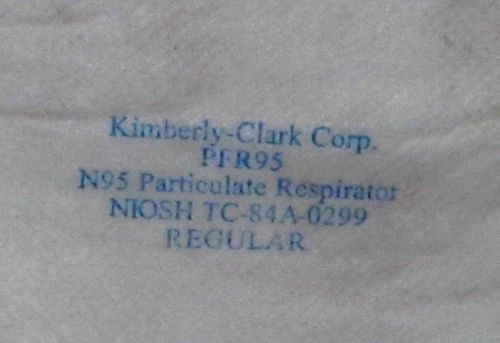 Kimberly-Clark Corp.
PFR95
N95 Particulate Respirator
NIOSH TC-84A-0299
REGULAR